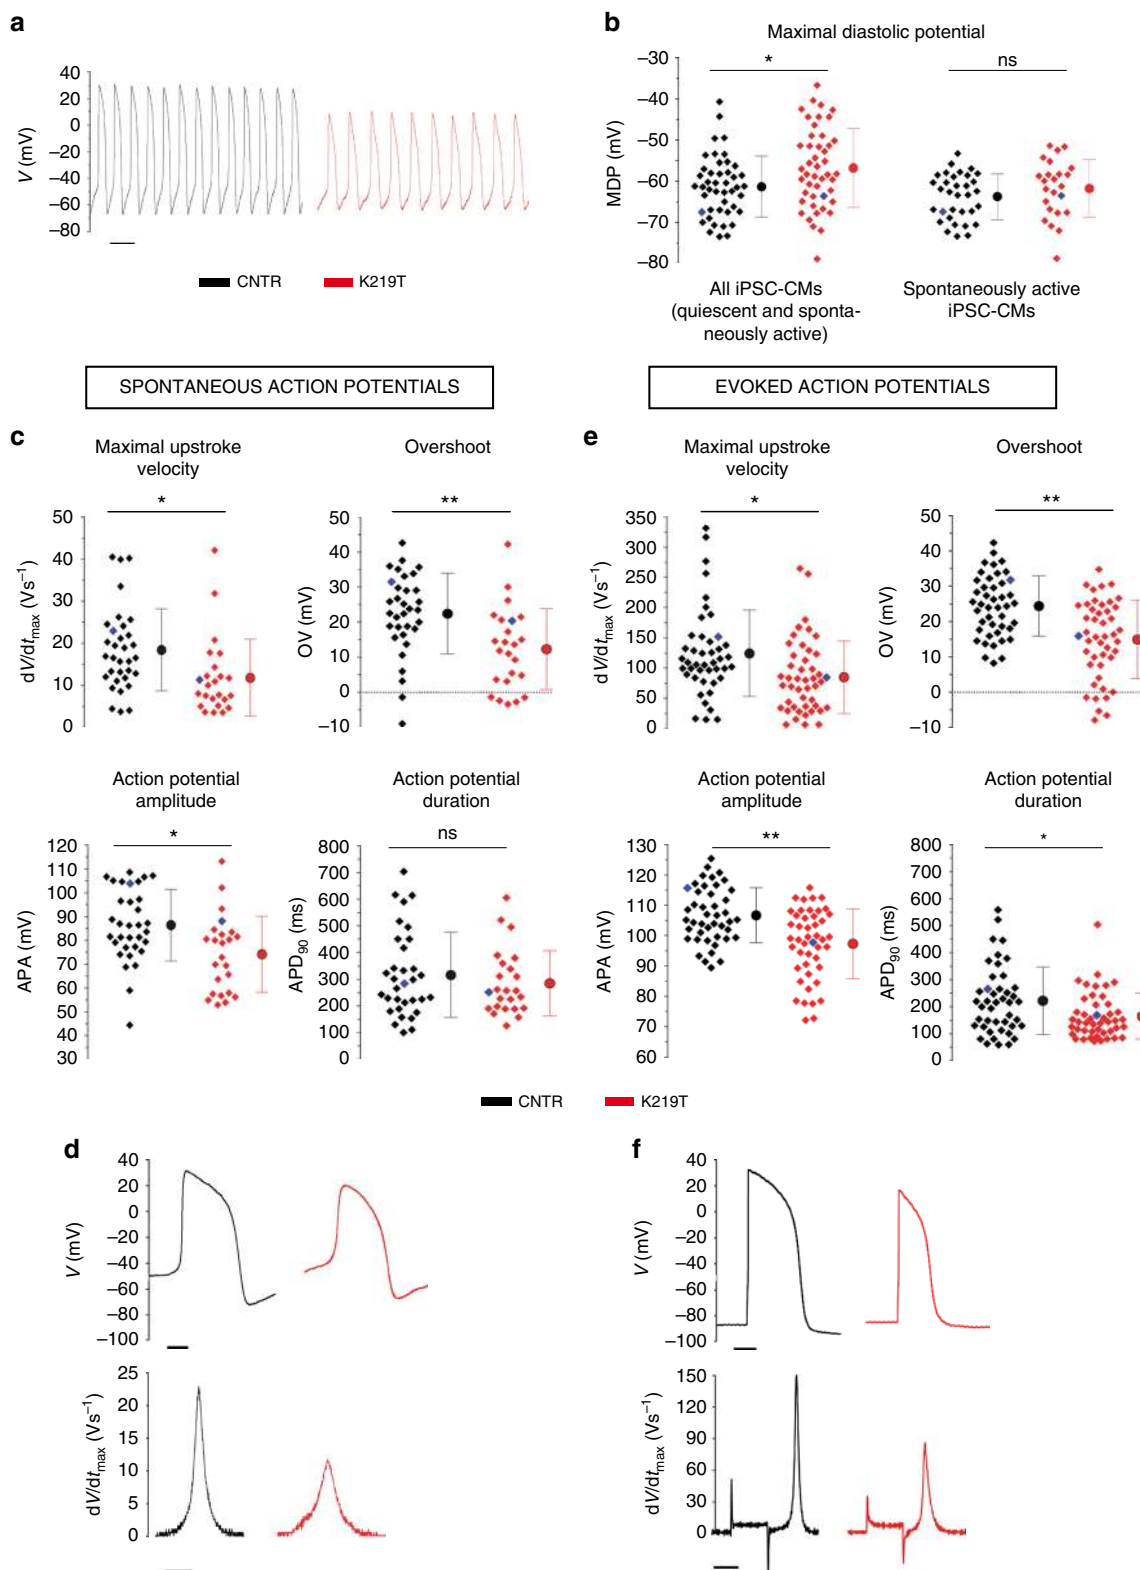 a
40
20
0
–20
–40
–60
–80
V (mV)
CNTR
K219T
b
Maximal diastolic potential
*
ns
–30
–40
–50
–60
–70
–80
MDP (mV)
All iPSC-CMs
(quiescent and sponta-
neously active)
Spontaneously active
iPSC-CMs
SPONTANEOUS ACTION POTENTIALS
EVOKED ACTION POTENTIALS
c
Maximal upstroke
velocity
*
50
40
30
20
10
0
dV/dtmax (Vs–1)
Overshoot
**
50
40
30
20
10
0
–10
OV (mV)
Action potential
amplitude
*
120
110
100
90
80
70
60
50
40
30
APA (mV)
Action potential
duration
ns
800
700
600
500
400
300
200
100
0
APD90 (ms)
e
Maximal upstroke
velocity
*
350
300
250
200
150
100
50
0
dV/dtmax (Vs–1)
Overshoot
**
50
40
30
20
10
0
–10
OV (mV)
Action potential
amplitude
**
130
120
110
100
90
80
70
60
APA (mV)
Action potential
duration
*
800
700
600
500
400
300
200
100
0
APD90 (ms)
CNTR
K219T
d
40
20
0
–20
–40
–60
–80
–100
V (mV)
25
20
15
10
5
0
dV/dtmax (Vs–1)
f
40
20
0
–20
–40
–60
–80
–100
V (mV)
150
120
90
60
30
0
dV/dtmax (Vs–1)